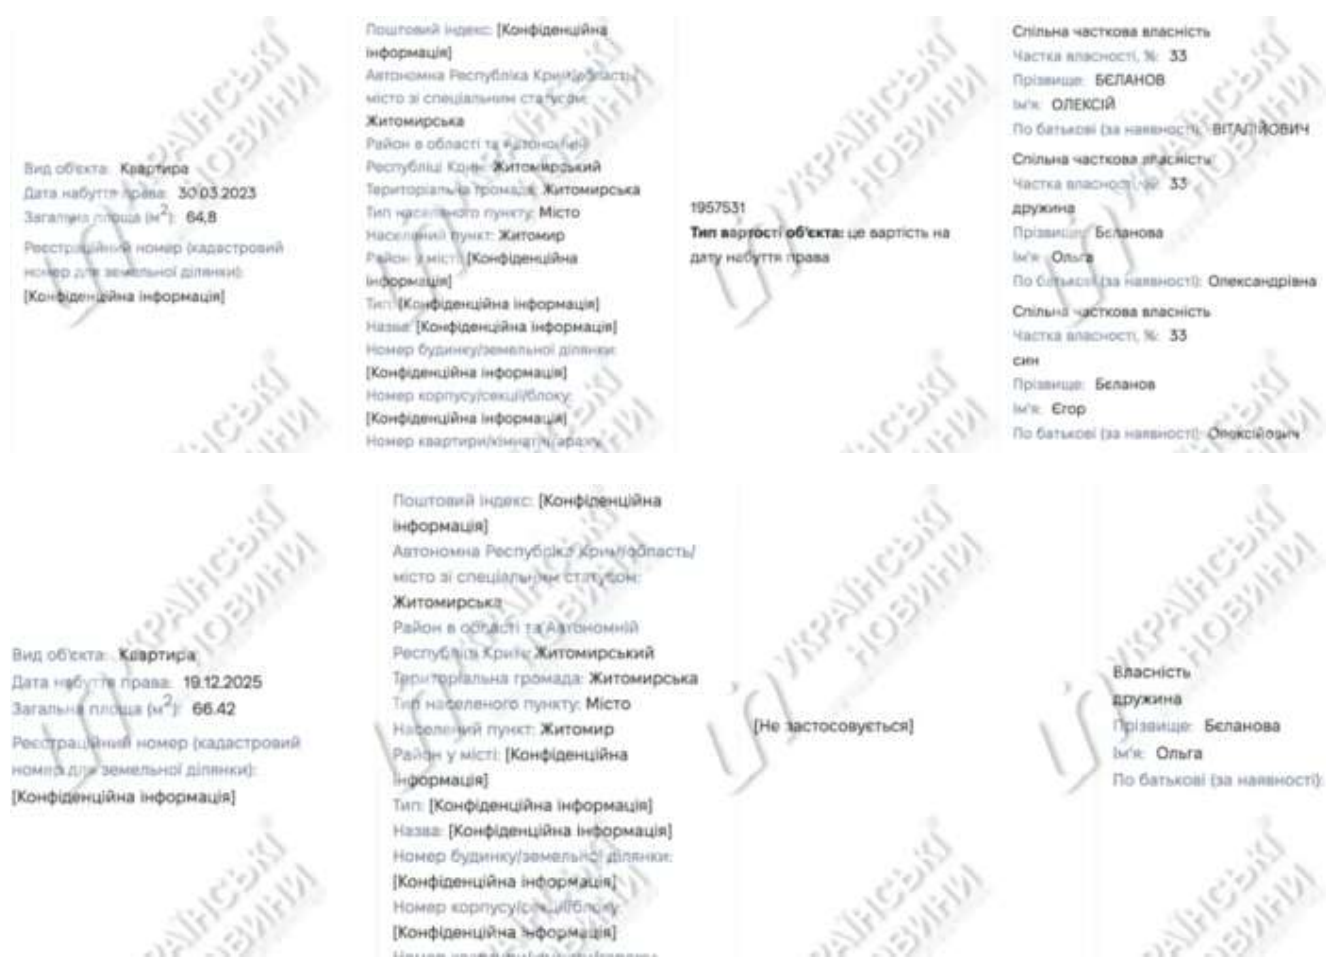 Вид об'єкта: Квартира
Дата набуття права: 30.03.2023
Загальна площа (м²): 64,8
Реєстраційний номер (кадастровий
номер для земельної ділянки):
[Конфіденційна інформація]
Поштовий індекс: [Конфіденційна
інформація]
Автономна Республіка Крим/область/
місто зі спеціальним статусом:
Житомирська
Район в області та Автономній
Республіці Крим: Житомирський
Територіальна громада: Житомирська
Тип населеного пункту: Місто
Населений пункт: Житомир
Район у місті: [Конфіденційна
інформація]
Тип: [Конфіденційна інформація]
Назва: [Конфіденційна інформація]
Номер будинку/земельної ділянки:
[Конфіденційна інформація]
Номер корпусу/секції/блоку:
[Конфіденційна інформація]
Номер квартири/кімнати/гаражу:
1957531
Тип вартості об'єкта: це вартість на
дату набуття права
Спільна часткова власність
Частка власності, %: 33
Прізвище: БЄЛАНОВ
Ім'я: ОЛЕКСІЙ
По батькові (за наявності): ВІТАЛІЙОВИЧ
Спільна часткова власність
Частка власності, %: 33
дружина
Прізвище: Бєланова
Ім'я: Ольга
По батькові (за наявності): Олександрівна
Спільна часткова власність
Частка власності, %: 33
син
Прізвище: Бєланов
Ім'я: Єгор
По батькові (за наявності): Олексійович
Вид об'єкта: Квартира
Дата набуття права: 19.12.2025
Загальна площа (м²): 66.42
Реєстраційний номер (кадастровий
номер для земельної ділянки):
[Конфіденційна інформація]
Поштовий індекс: [Конфіденційна
інформація]
Автономна Республіка Крим/область/
місто зі спеціальним статусом:
Житомирська
Район в області та Автономній
Республіці Крим: Житомирський
Територіальна громада: Житомирська
Тип населеного пункту: Місто
Населений пункт: Житомир
Район у місті: [Конфіденційна
інформація]
Тип: [Конфіденційна інформація]
Назва: [Конфіденційна інформація]
Номер будинку/земельної ділянки:
[Конфіденційна інформація]
Номер корпусу/секції/блоку:
[Конфіденційна інформація]
[Не застосовується]
Власність
дружина
Прізвище: Бєланова
Ім'я: Ольга
По батькові (за наявності):
УКРАЇНСЬКІ
НОВИНИ